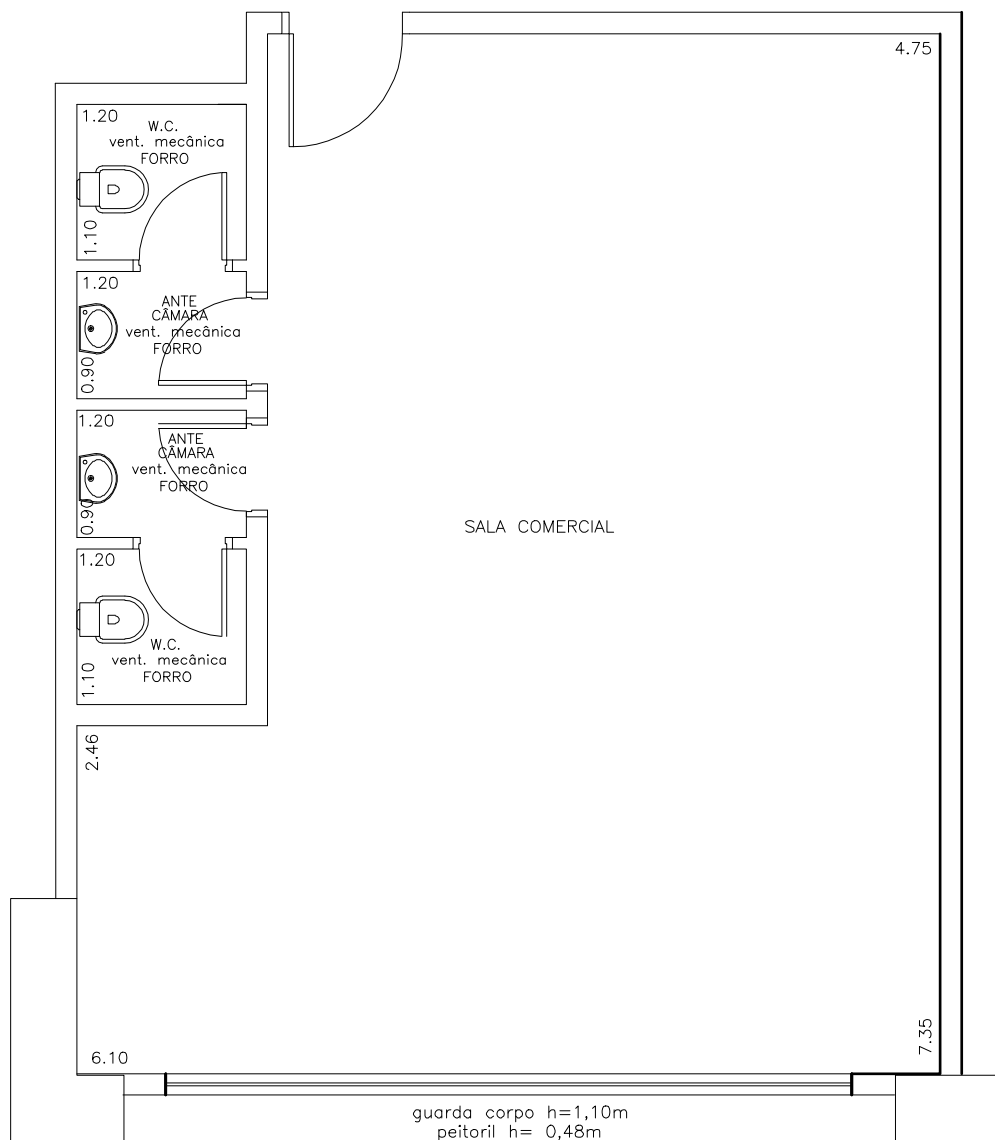 4.75
1.20
W.C.
vent. mecânica
FORRO
1.10
1.20
ANTE
CÂMARA
vent. mecânica
FORRO
0.90
1.20
ANTE
CÂMARA
vent. mecânica
FORRO
0.90
SALA COMERCIAL
1.20
W.C.
vent. mecânica
FORRO
1.10
2.46
7.35
6.10
guarda corpo h=1,10m
peitoril h= 0,48m